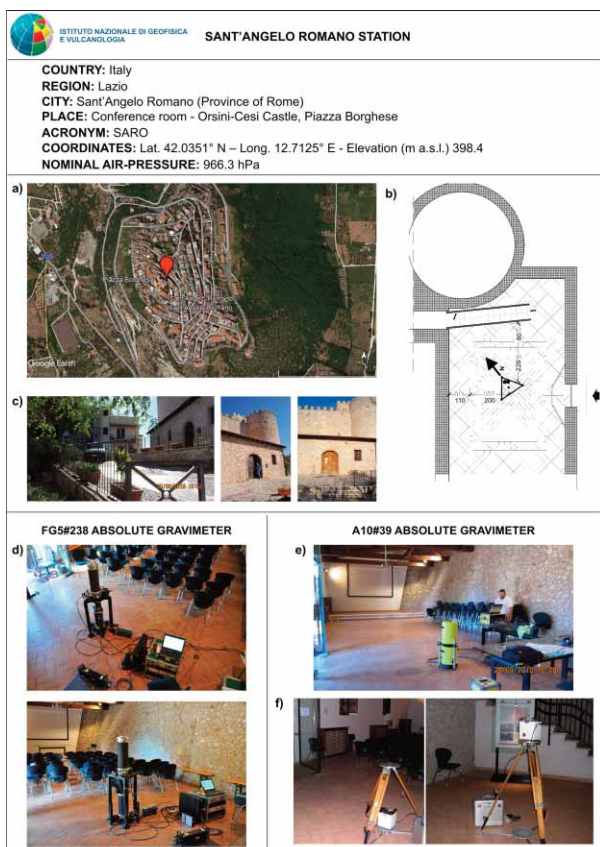 ISTITUTO NAZIONALE DI GEOFISICA
E VULCANOLOGIA
SANT'ANGELO ROMANO STATION
COUNTRY: Italy
REGION: Lazio
CITY: Sant'Angelo Romano (Province of Rome)
PLACE: Conference room - Orsini-Cesi Castle, Piazza Borghese
ACRONYM: SARO
COORDINATES: Lat. 42.0351° N – Long. 12.7125° E - Elevation (m a.s.l.) 398.4
NOMINAL AIR-PRESSURE: 966.3 hPa
a)
b)
Piazza Borghese
Google Earth
N
80
226
110
200
c)
FG5#238 ABSOLUTE GRAVIMETER
A10#39 ABSOLUTE GRAVIMETER
d)
e)
f)